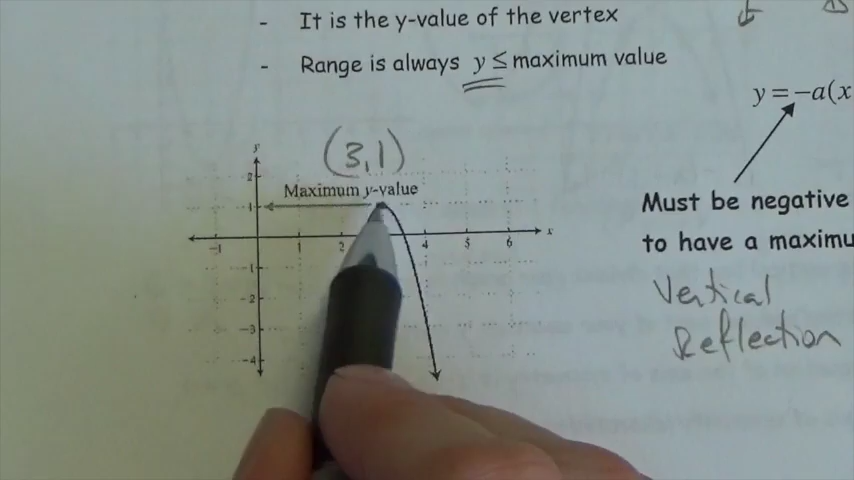 - It is the y-value of the vertex
- Range is always y ≤ maximum value
y = -a(x
(3,1)
Maximum y-value
Must be negative
to have a maximu
Vertical
Reflection
y
2
1
-1
1
2
4
5
6
x
-1
-2
-3
-4